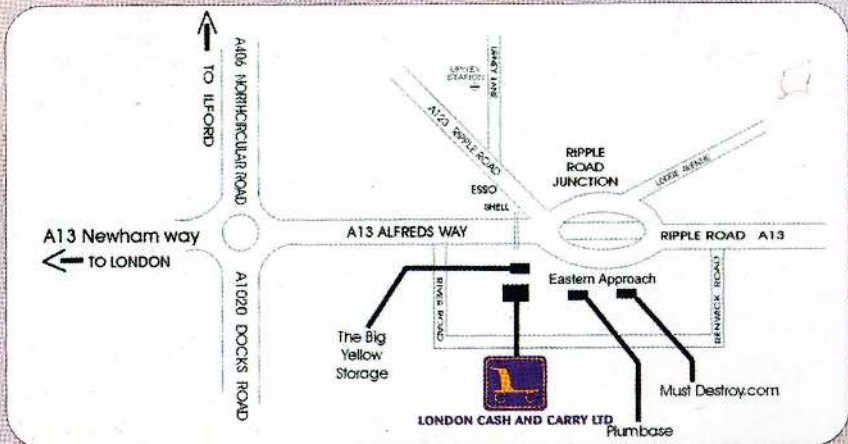 TO ILFORD
A406 NORTHCIRCULAR ROAD
UPNEY
STATION
UPNEY LANE
A123 RIPPLE ROAD
RIPPLE
ROAD
JUNCTION
LODGE AVENUE
ESSO
SHELL
A13 Newham way
TO LONDON
A13 ALFREDS WAY
RIPPLE ROAD A13
A1020 DOCKS ROAD
RIVER ROAD
Eastern Approach
RENWICK ROAD
The Big
Yellow
Storage
LONDON CASH AND CARRY LTD
Must Destroy.com
Plumbase